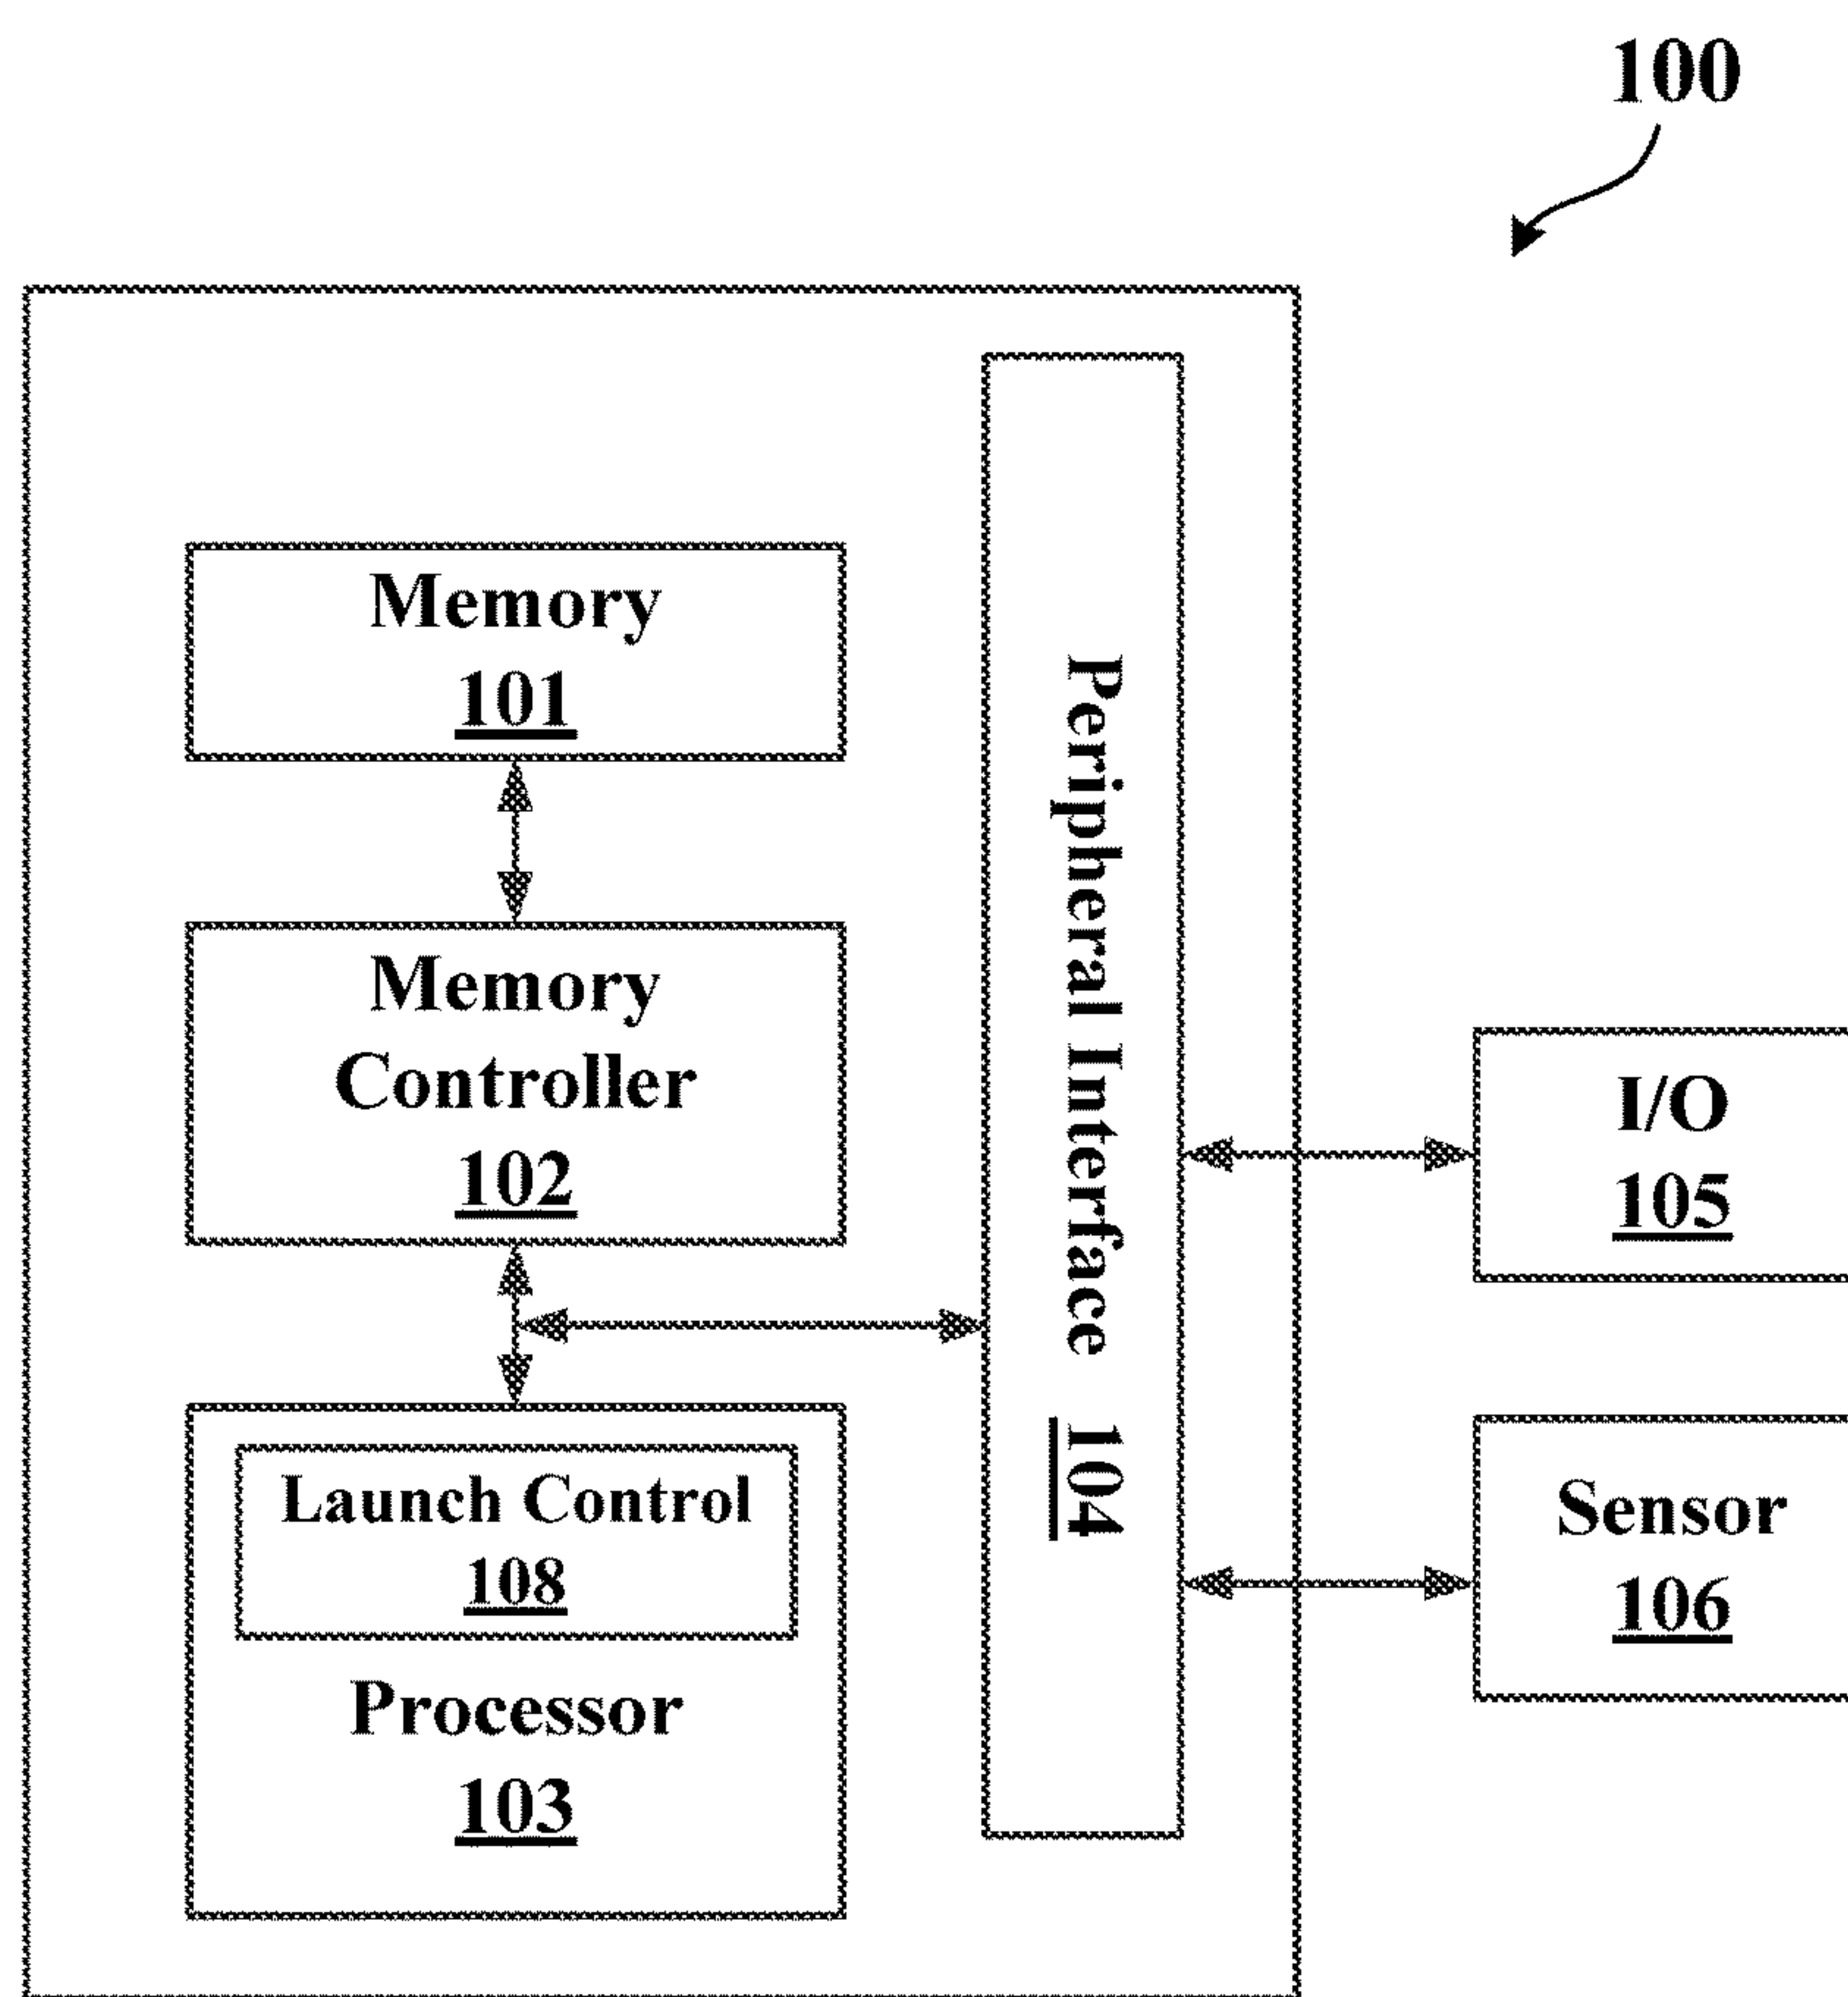 100
Memory
101
Memory
Controller
102
Launch Control
108
Processor
103
Peripheral Interface 104
I/O
105
Sensor
106